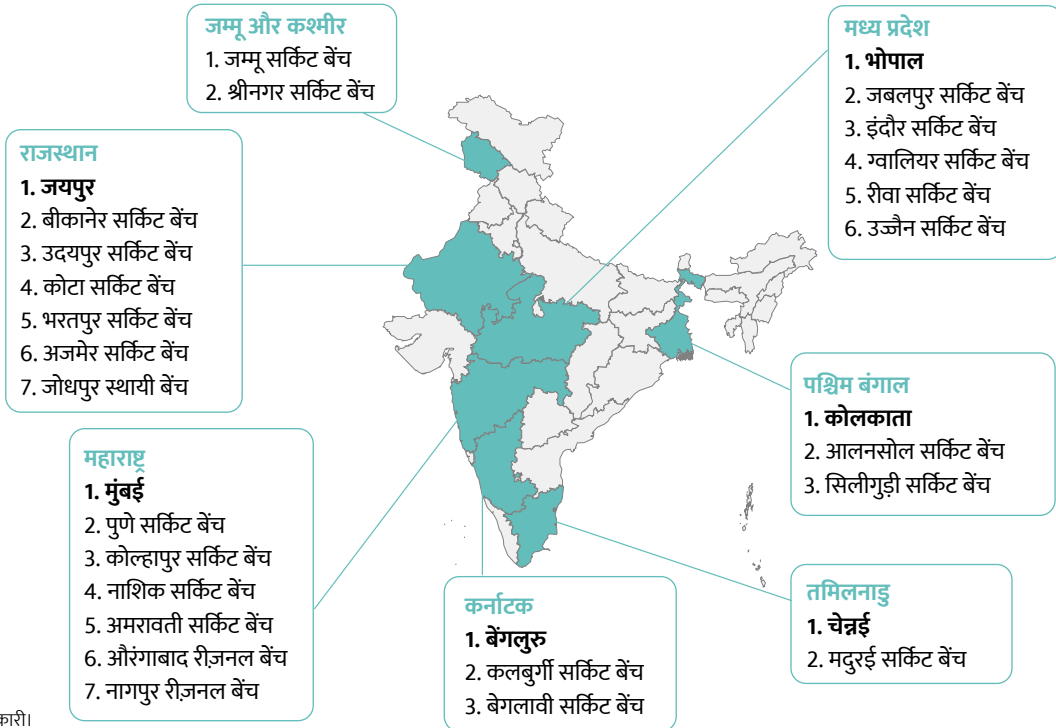 जम्मू और कश्मीर
1. जम्मू सर्किट बेंच
2. श्रीनगर सर्किट बेंच
मध्य प्रदेश
1. भोपाल
2. जबलपुर सर्किट बेंच
3. इंदौर सर्किट बेंच
4. ग्वालियर सर्किट बेंच
5. रीवा सर्किट बेंच
6. उज्जैन सर्किट बेंच
राजस्थान
1. जयपुर
2. बीकानेर सर्किट बेंच
3. उदयपुर सर्किट बेंच
4. कोटा सर्किट बेंच
5. भरतपुर सर्किट बेंच
6. अजमेर सर्किट बेंच
7. जोधपुर स्थायी बेंच
पश्चिम बंगाल
1. कोलकाता
2. आलनसोल सर्किट बेंच
3. सिलीगुड़ी सर्किट बेंच
महाराष्ट्र
1. मुंबई
2. पुणे सर्किट बेंच
3. कोल्हापुर सर्किट बेंच
4. नाशिक सर्किट बेंच
5. अमरावती सर्किट बेंच
6. औरंगाबाद रीज़नल बेंच
7. नागपुर रीज़नल बेंच
कर्नाटक
1. बेंगलुरु
2. कलबुर्गी सर्किट बेंच
3. बेगलावी सर्किट बेंच
तमिलनाडु
1. चेन्नई
2. मदुरई सर्किट बेंच
कारी।